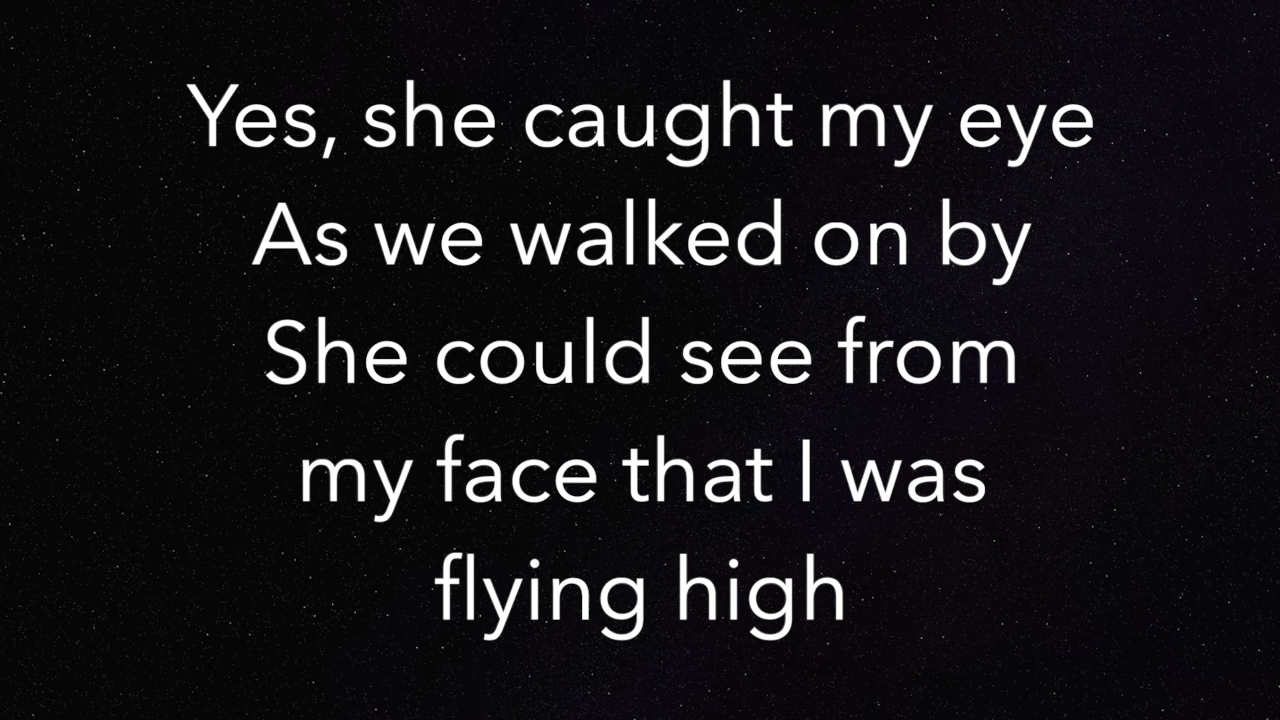 Yes, she caught my eye
As we walked on by
She could see from
my face that I was
flying high